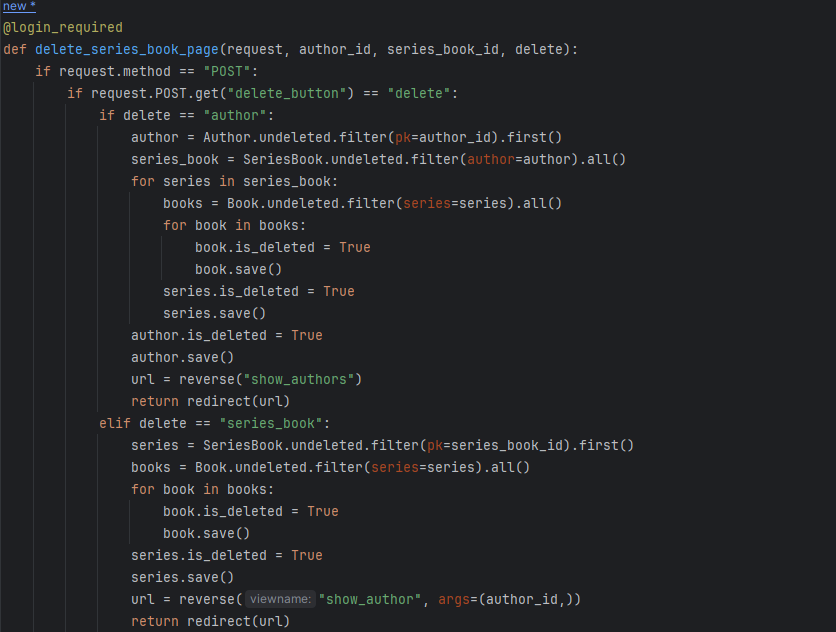 new *
@login_required
def delete_series_book_page(request, author_id, series_book_id, delete):
    if request.method == "POST":
        if request.POST.get("delete_button") == "delete":
            if delete == "author":
                author = Author.undeleted.filter(pk=author_id).first()
                series_book = SeriesBook.undeleted.filter(author=author).all()
                for series in series_book:
                    books = Book.undeleted.filter(series=series).all()
                    for book in books:
                        book.is_deleted = True
                        book.save()
                    series.is_deleted = True
                    series.save()
                author.is_deleted = True
                author.save()
                url = reverse("show_authors")
                return redirect(url)
            elif delete == "series_book":
                series = SeriesBook.undeleted.filter(pk=series_book_id).first()
                books = Book.undeleted.filter(series=series).all()
                for book in books:
                    book.is_deleted = True
                    book.save()
                series.is_deleted = True
                series.save()
                url = reverse( viewname: "show_author", args=(author_id,))
                return redirect(url)